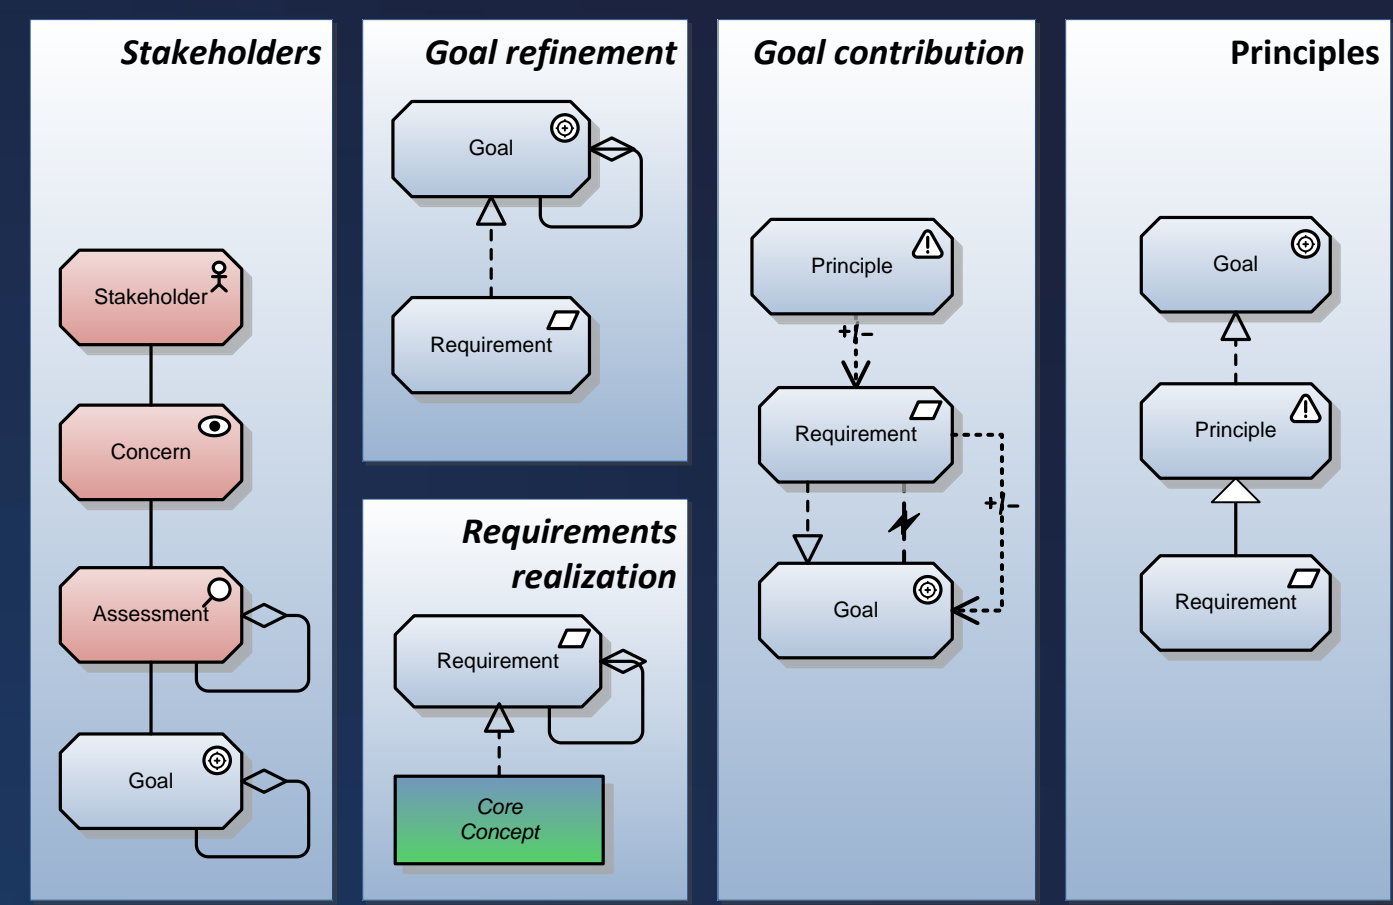 Stakeholders
Stakeholder
Concern
Assessment
Goal
Goal refinement
Goal
Requirement
Requirements
realization
Requirement
Core
Concept
Goal contribution
Principle
+/-
Requirement
+/-
Goal
Principles
Goal
Principle
Requirement